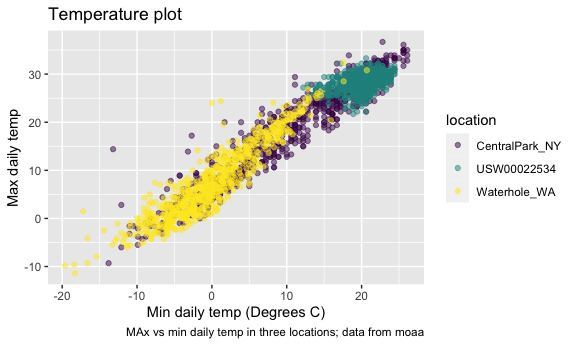 Temperature plot
Max daily temp
30
20
10
0
-10
-20
-10
0
10
20
Min daily temp (Degrees C)
MAx vs min daily temp in three locations; data from moaa
location
CentralPark_NY
USW00022534
Waterhole_WA